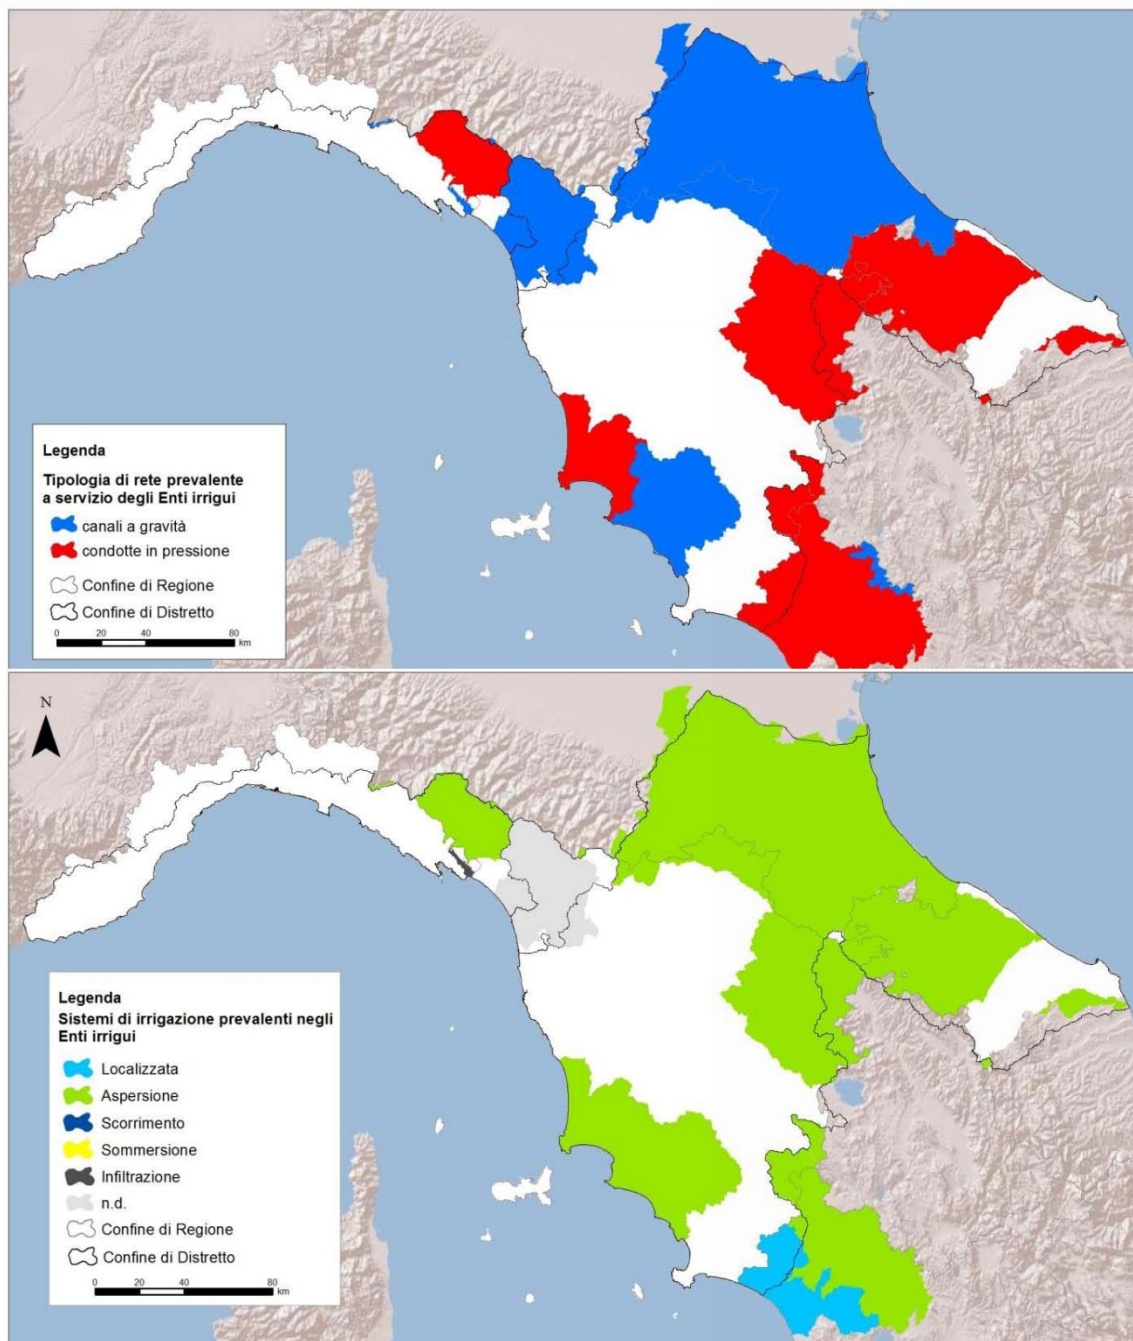 Legenda
Tipologia di rete prevalente
a servizio degli Enti irrigui
canali a gravità
condotte in pressione
Confine di Regione
Confine di Distretto
0 20 40 80
km
N
Legenda
Sistemi di irrigazione prevalenti negli
Enti irrigui
Localizzata
Aspersione
Scorrimento
Sommersione
Infiltrazione
n.d.
Confine di Regione
Confine di Distretto
0 20 40 80
km